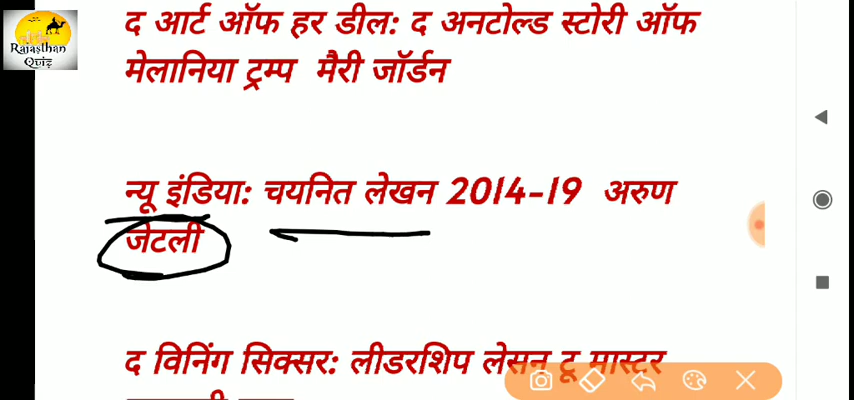 Rajasthan
Quiz
द आर्ट ऑफ हर डील: द अनटोल्ड स्टोरी ऑफ
मेलानिया ट्रम्प मैरी जॉर्डन
न्यू इंडिया: चयनित लेखन 2014-19 अरुण
जेटली
द विनिंग सिक्सर: लीडरशिप लेसन टू मास्टर